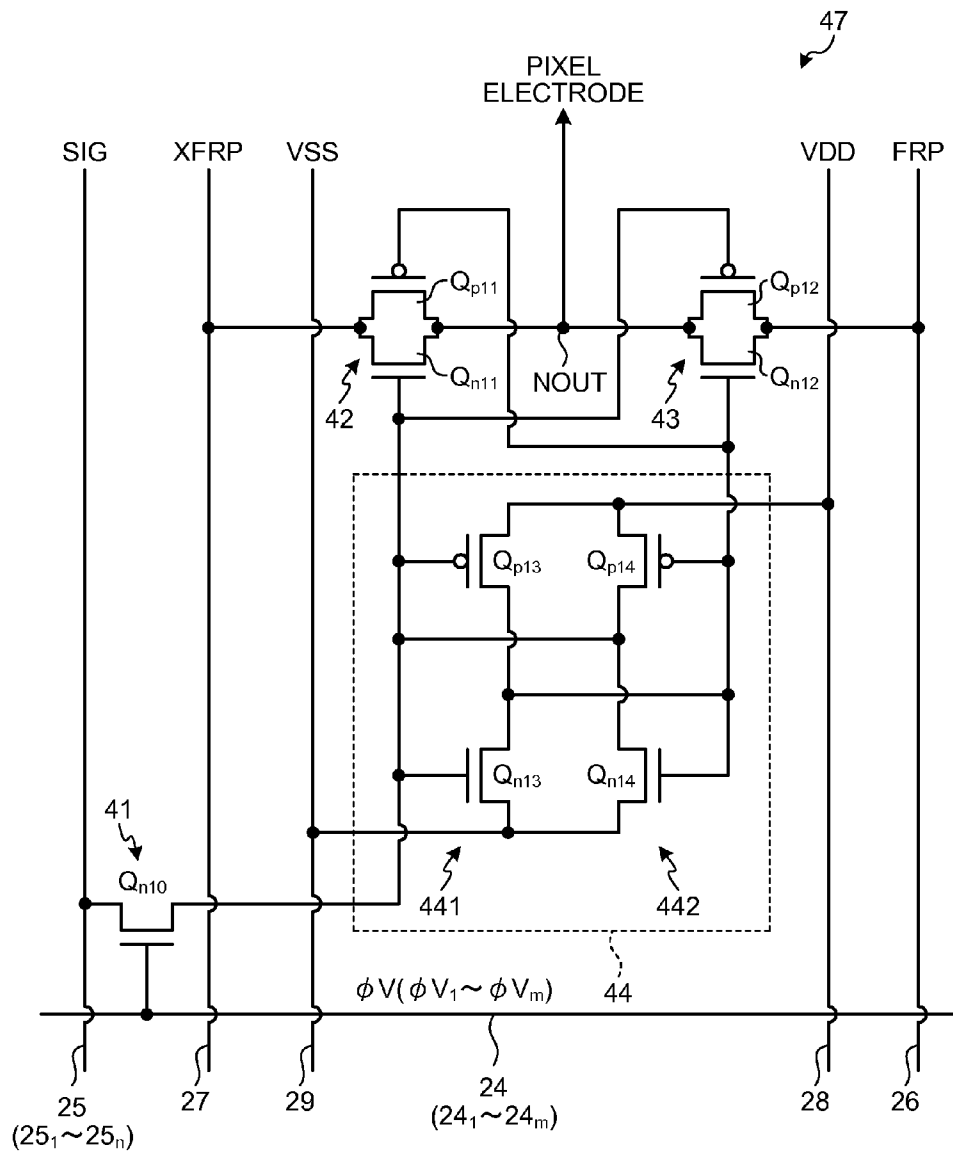 47
PIXEL
ELECTRODE
SIG XFRP VSS VDD FRP
Qp11 Qp12
Qn11 NOUT Qn12
42 43
Qp13 Qp14
Qn13 Qn14
41
Qn10
441 442
ϕV(ϕV1~ϕVm) 44
25 27 29 24 28 26
(251~25n) (241~24m)